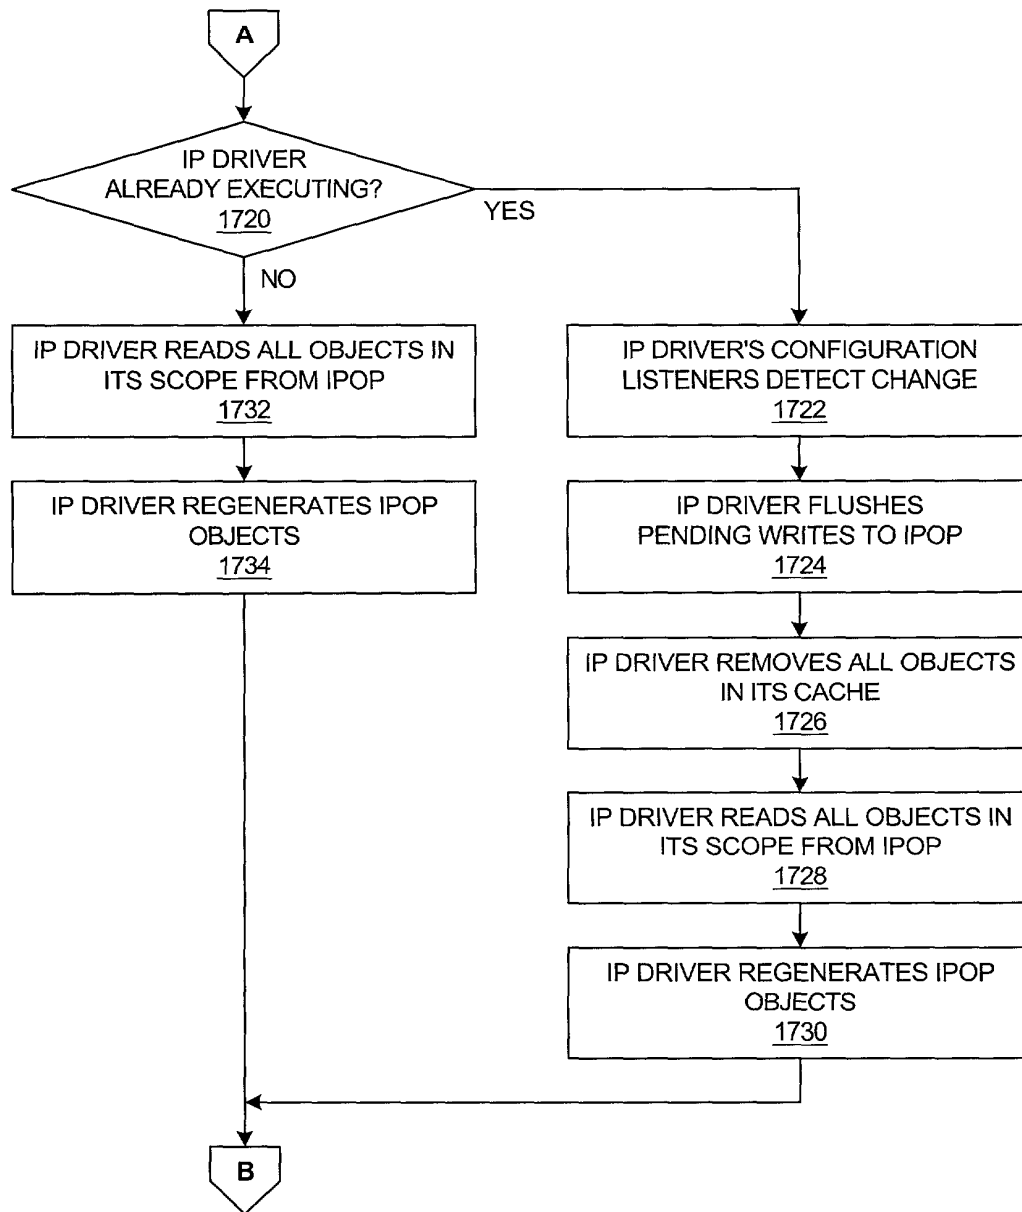 A
IP DRIVER
ALREADY EXECUTING?
1720
YES
NO
IP DRIVER READS ALL OBJECTS IN
ITS SCOPE FROM IPOP
1732
IP DRIVER REGENERATES IPOP
OBJECTS
1734
IP DRIVER'S CONFIGURATION
LISTENERS DETECT CHANGE
1722
IP DRIVER FLUSHES
PENDING WRITES TO IPOP
1724
IP DRIVER REMOVES ALL OBJECTS
IN ITS CACHE
1726
IP DRIVER READS ALL OBJECTS IN
ITS SCOPE FROM IPOP
1728
IP DRIVER REGENERATES IPOP
OBJECTS
1730
B